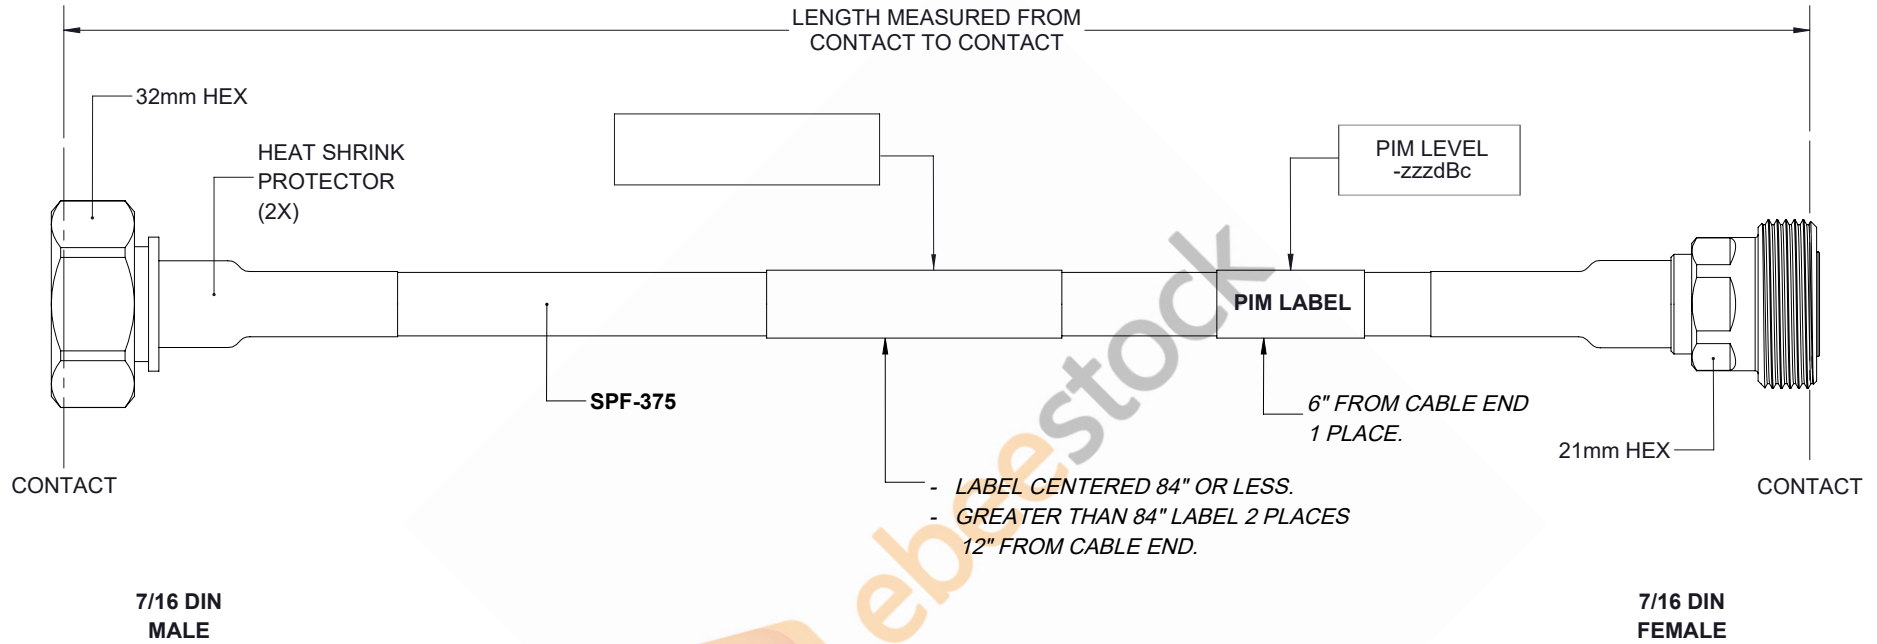 LENGTH MEASURED FROM
CONTACT TO CONTACT
32mm HEX
HEAT SHRINK
PROTECTOR
(2X)
PIM LEVEL
-zzzdBc
PIM LABEL
SPF-375
6" FROM CABLE END
1 PLACE.
21mm HEX
CONTACT
CONTACT
- LABEL CENTERED 84" OR LESS.
- GREATER THAN 84" LABEL 2 PLACES
12" FROM CABLE END.
7/16 DIN
MALE
7/16 DIN
FEMALE
ebeestock